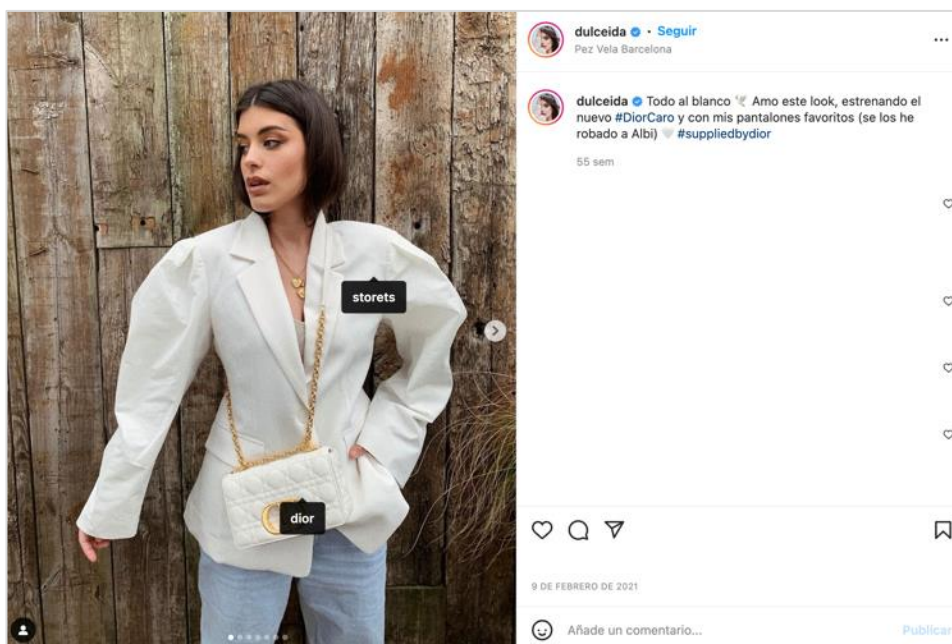 dulceida • Seguir
Pez Vela Barcelona
dulceida Todo al blanco 🕊️ Amo este look, estrenando el
nuevo #DiorCaro y con mis pantalones favoritos (se los he
robado a Albi) 🤍 #suppliedbydior
55 sem
storets
dior
9 DE FEBRERO DE 2021
Añade un comentario...
Publicar